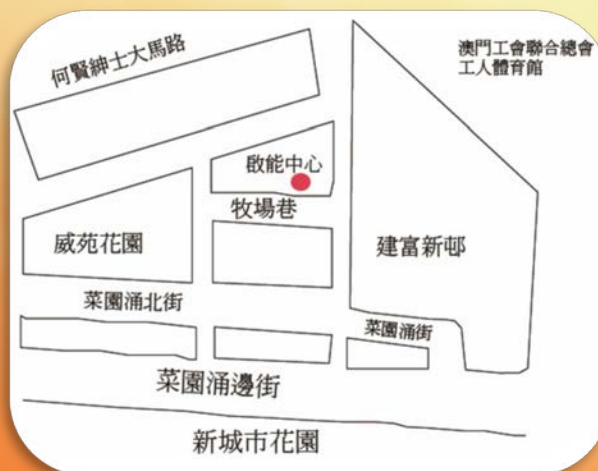 何賢紳士大馬路
澳門工會聯合總會
工人體育館
啟能中心
牧場巷
威苑花園
建富新邨
菜園涌北街
菜園涌街
菜園涌邊街
新城市花園